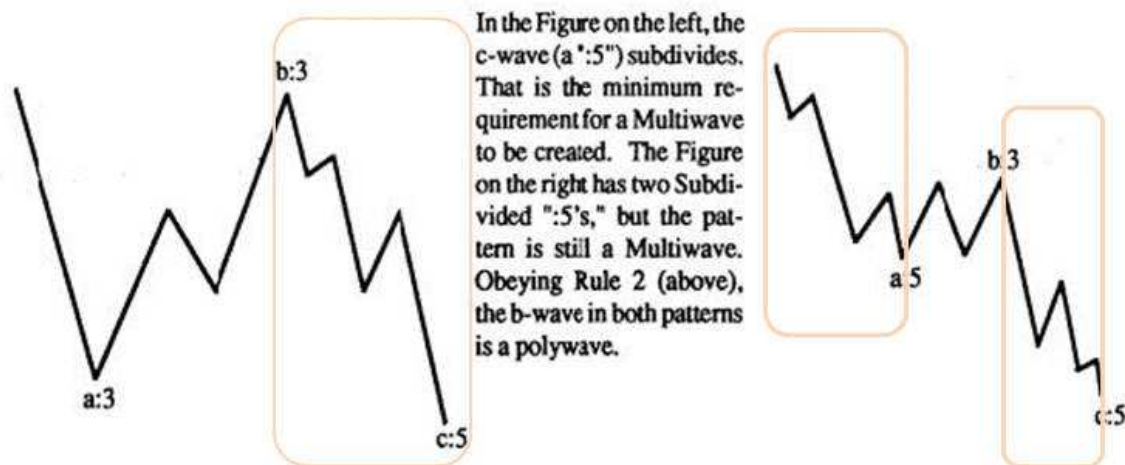 In the Figure on the left, the
c-wave (a ":5") subdivides.
That is the minimum re-
quirement for a Multiwave
to be created. The Figure
on the right has two Subdi-
vided ":5's," but the pat-
tern is still a Multiwave.
Obeying Rule 2 (above),
the b-wave in both patterns
is a polywave.
b:3
a:3
c:5
b:3
a:5
c:5